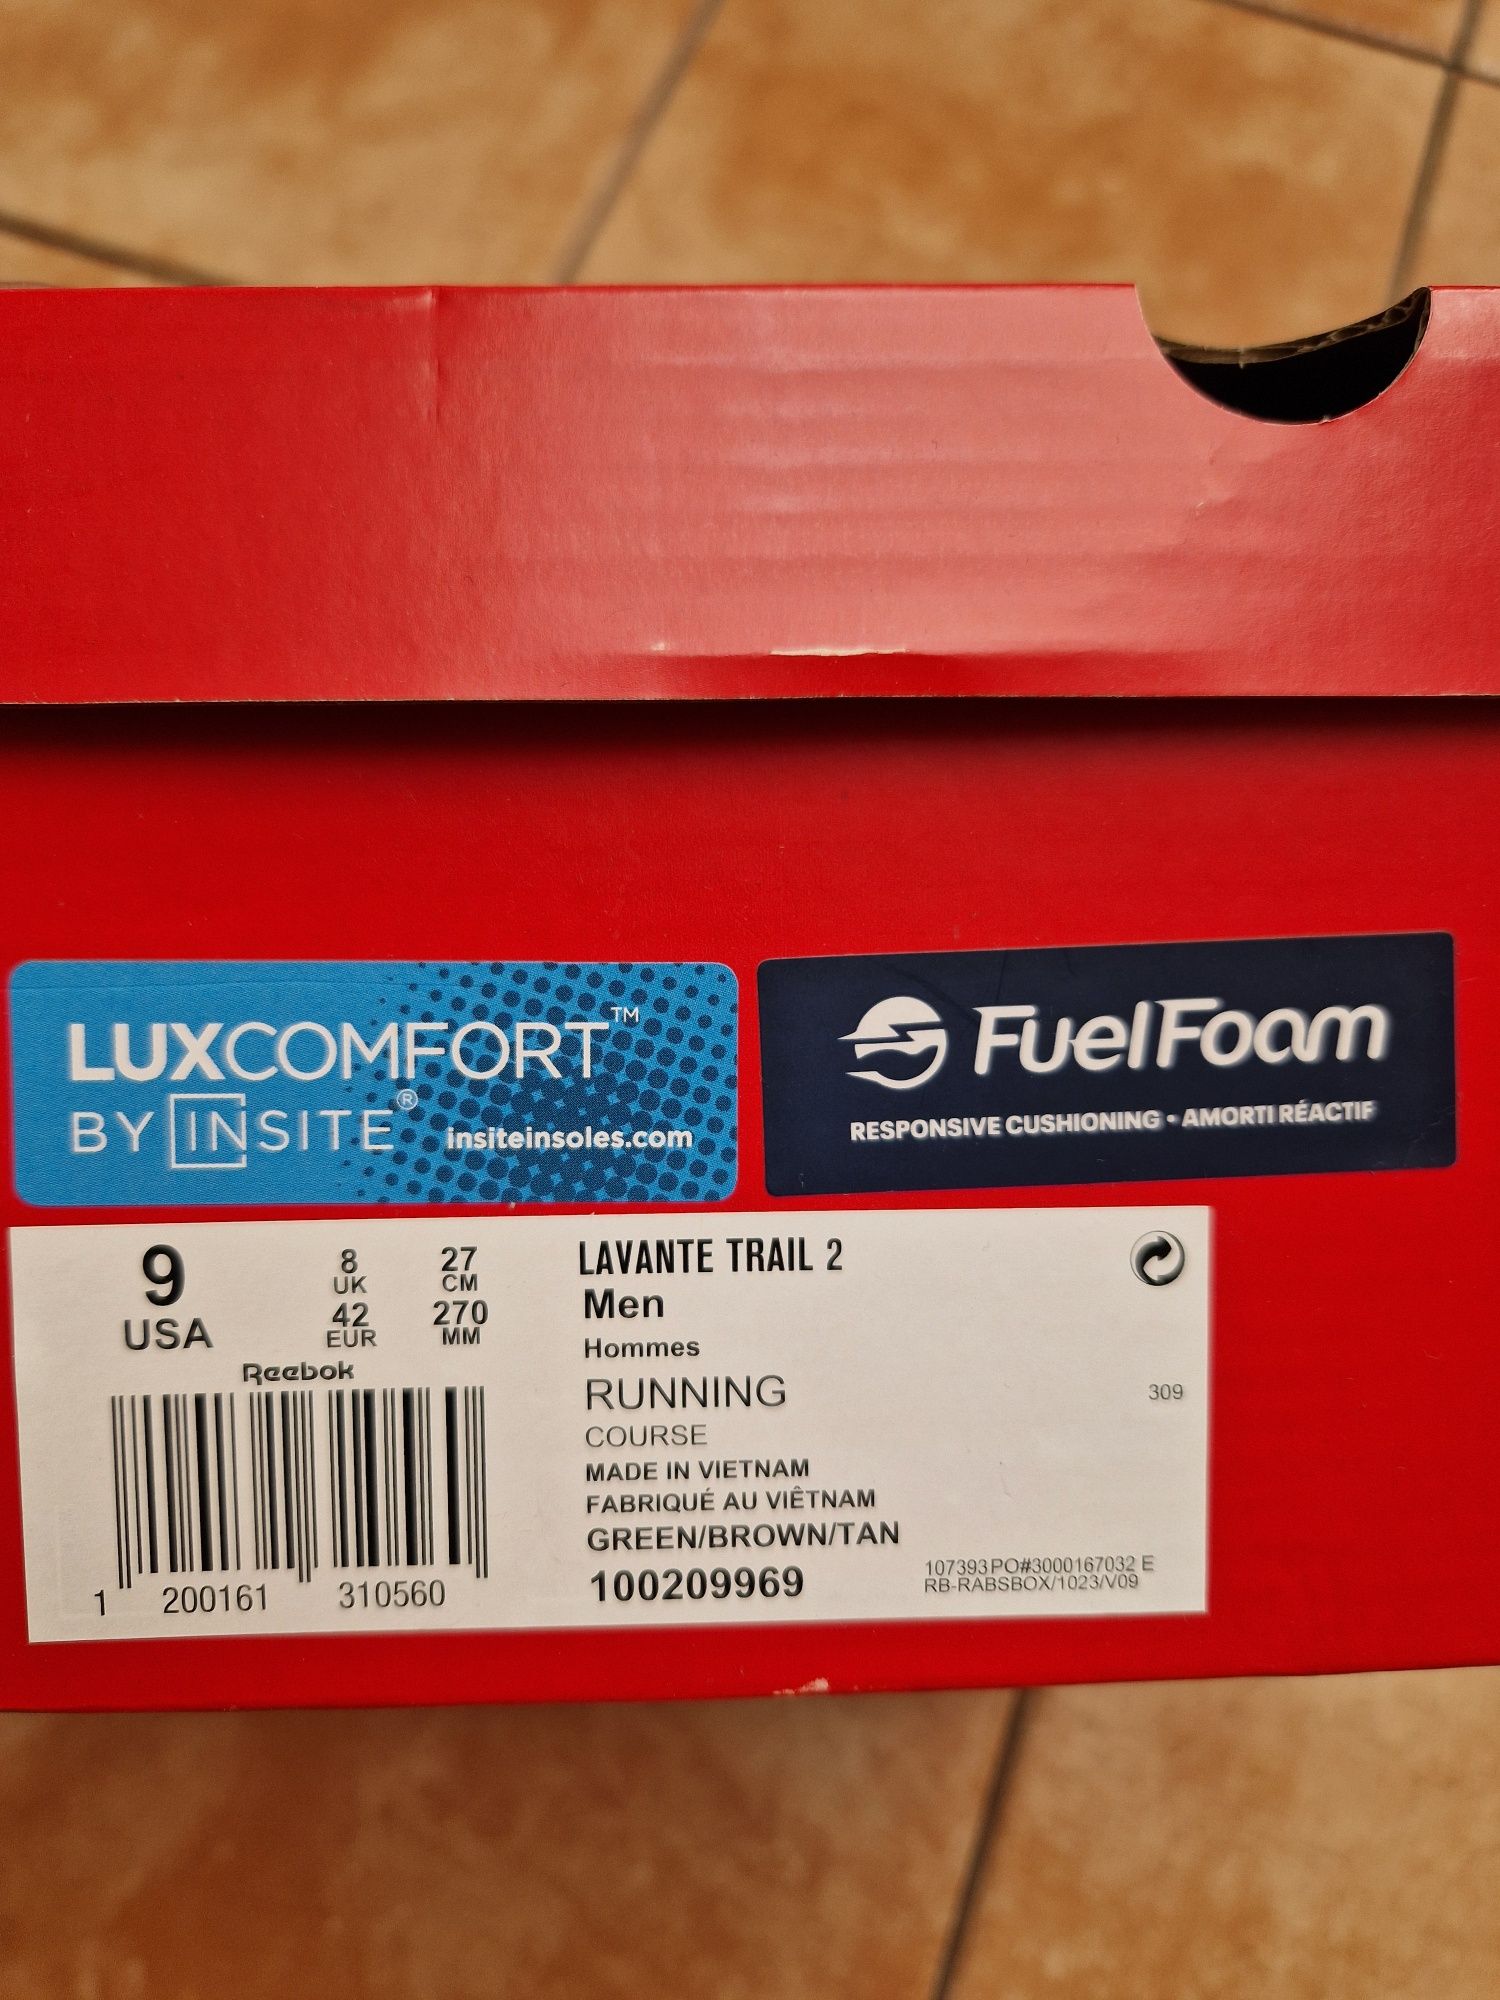 LUXCOMFORT™
BY INSITE® insiteinsoles.com
FuelFoam
RESPONSIVE CUSHIONING • AMORTI RÉACTIF
9
USA
8
UK
42
EUR
27
CM
270
MM
Reebok
1 200161 310560
LAVANTE TRAIL 2
Men
Hommes
RUNNING
COURSE
309
MADE IN VIETNAM
FABRIQUÉ AU VIÊTNAM
GREEN/BROWN/TAN
100209969
107393PO#3000167032 E
RB-RABSBOX/1023/V09